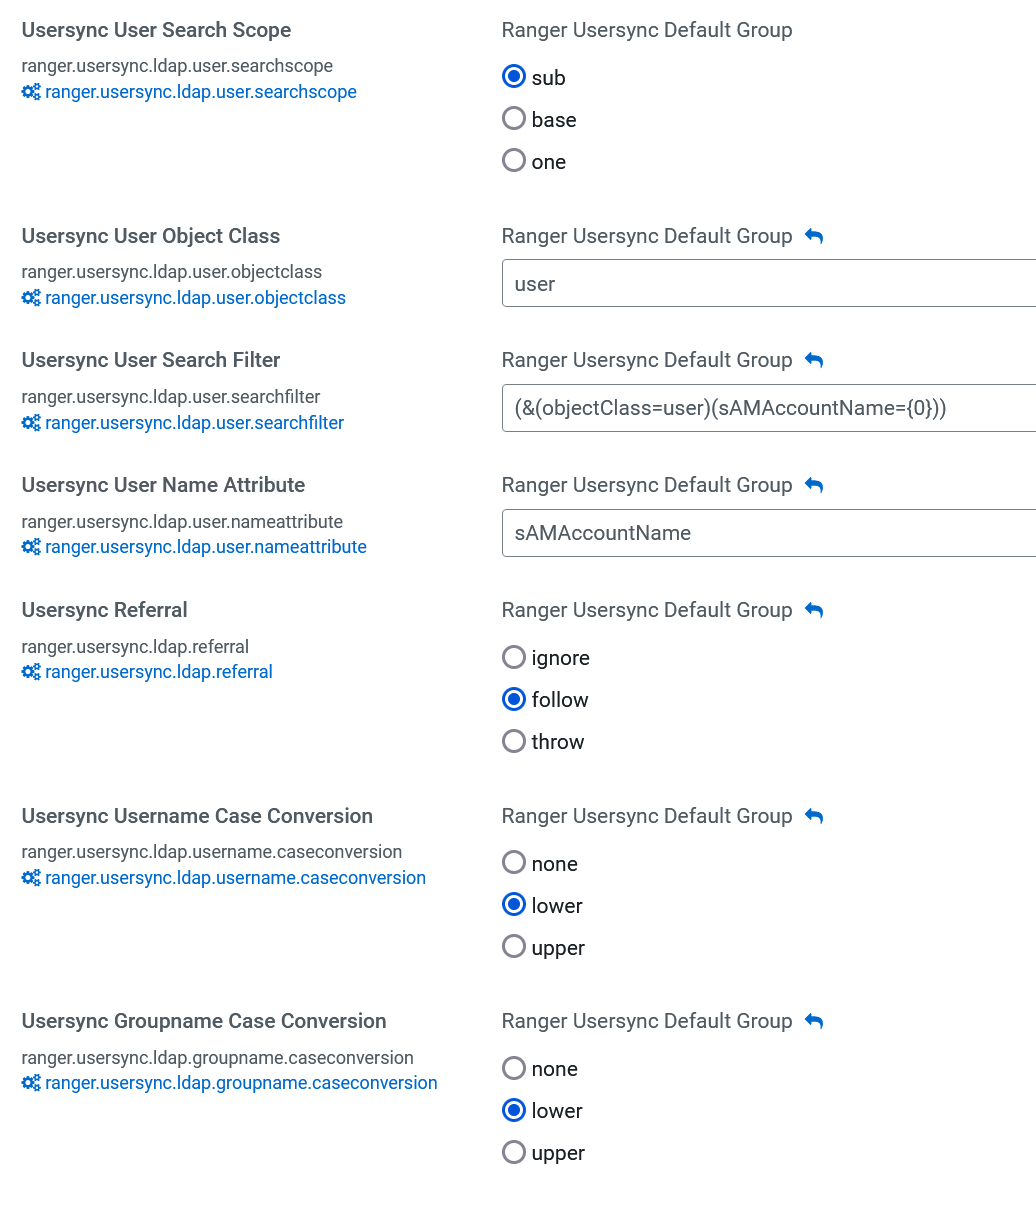 Usersync User Search Scope
ranger.usersync.ldap.user.searchscope
ranger.usersync.ldap.user.searchscope
Ranger Usersync Default Group
sub
base
one
Usersync User Object Class
ranger.usersync.ldap.user.objectclass
ranger.usersync.ldap.user.objectclass
Ranger Usersync Default Group
user
Usersync User Search Filter
ranger.usersync.ldap.user.searchfilter
ranger.usersync.ldap.user.searchfilter
Ranger Usersync Default Group
(&(objectClass=user)(sAMAccountName={0}))
Usersync User Name Attribute
ranger.usersync.ldap.user.nameattribute
ranger.usersync.ldap.user.nameattribute
Ranger Usersync Default Group
sAMAccountName
Usersync Referral
ranger.usersync.ldap.referral
ranger.usersync.ldap.referral
Ranger Usersync Default Group
ignore
follow
throw
Usersync Username Case Conversion
ranger.usersync.ldap.username.caseconversion
ranger.usersync.ldap.username.caseconversion
Ranger Usersync Default Group
none
lower
upper
Usersync Groupname Case Conversion
ranger.usersync.ldap.groupname.caseconversion
ranger.usersync.ldap.groupname.caseconversion
Ranger Usersync Default Group
none
lower
upper